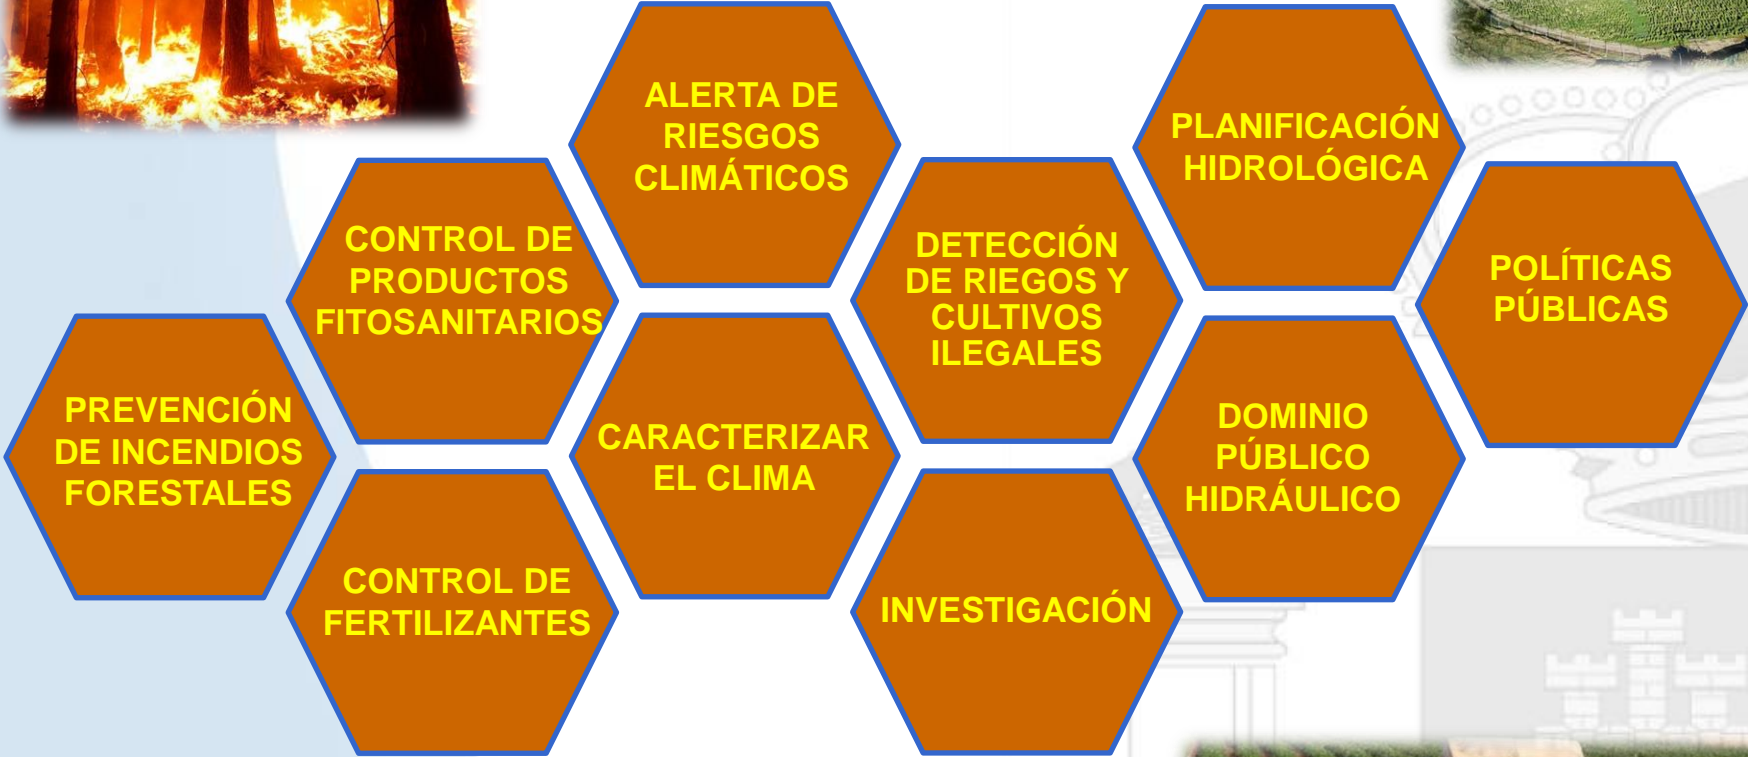 ALERTA DE
RIESGOS
CLIMÁTICOS
PLANIFICACIÓN
HIDROLÓGICA
CONTROL DE
PRODUCTOS
FITOSANITARIOS
DETECCIÓN
DE RIEGOS Y
CULTIVOS
ILEGALES
POLÍTICAS
PÚBLICAS
PREVENCIÓN
DE INCENDIOS
FORESTALES
CARACTERIZAR
EL CLIMA
DOMINIO
PÚBLICO
HIDRÁULICO
CONTROL DE
FERTILIZANTES
INVESTIGACIÓN